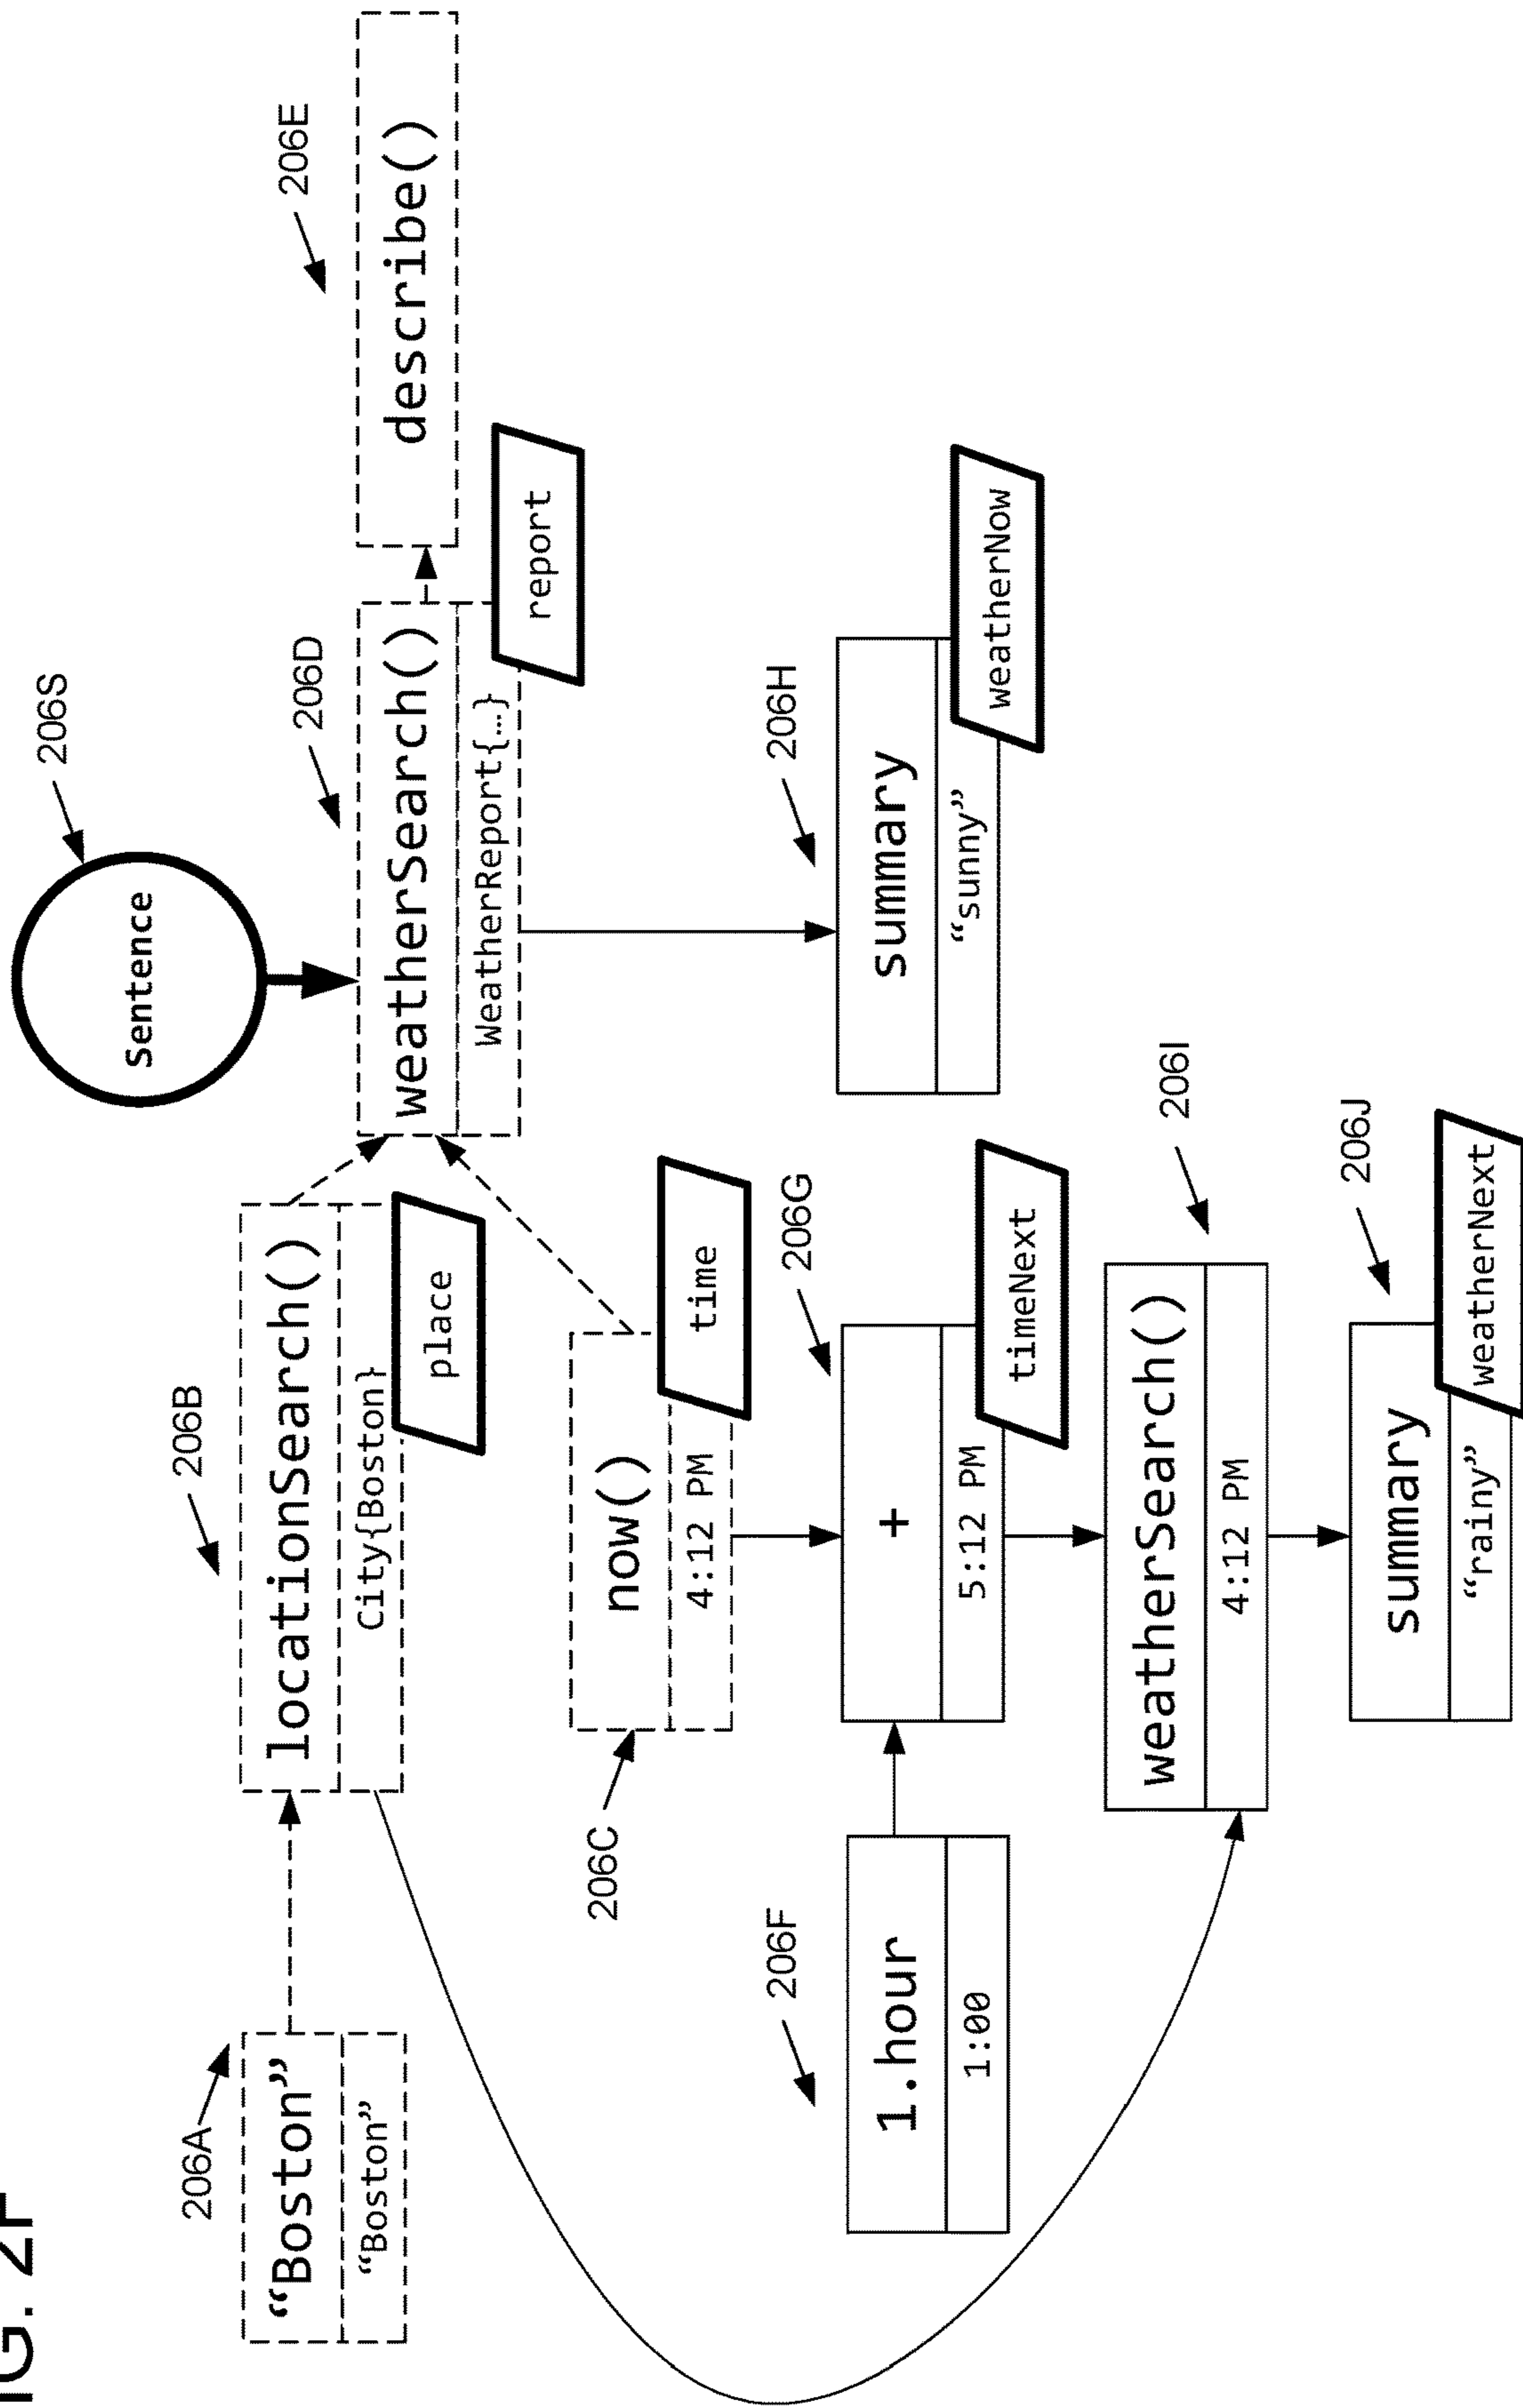 IG. 2F
206S
Sentence
206A
206B
206D
206E
“Boston”
“Boston”
locationSearch()
City{Boston}
place
weatherSearch()
WeatherReport{…}
report
describe()
206C
now()
4:12 PM
time
206F
1.hour
1:00
206G
+
5:12 PM
timeNext
206H
summary
“sunny”
weatherNow
206I
weatherSearch()
4:12 PM
206J
summary
“rainy”
weatherNext